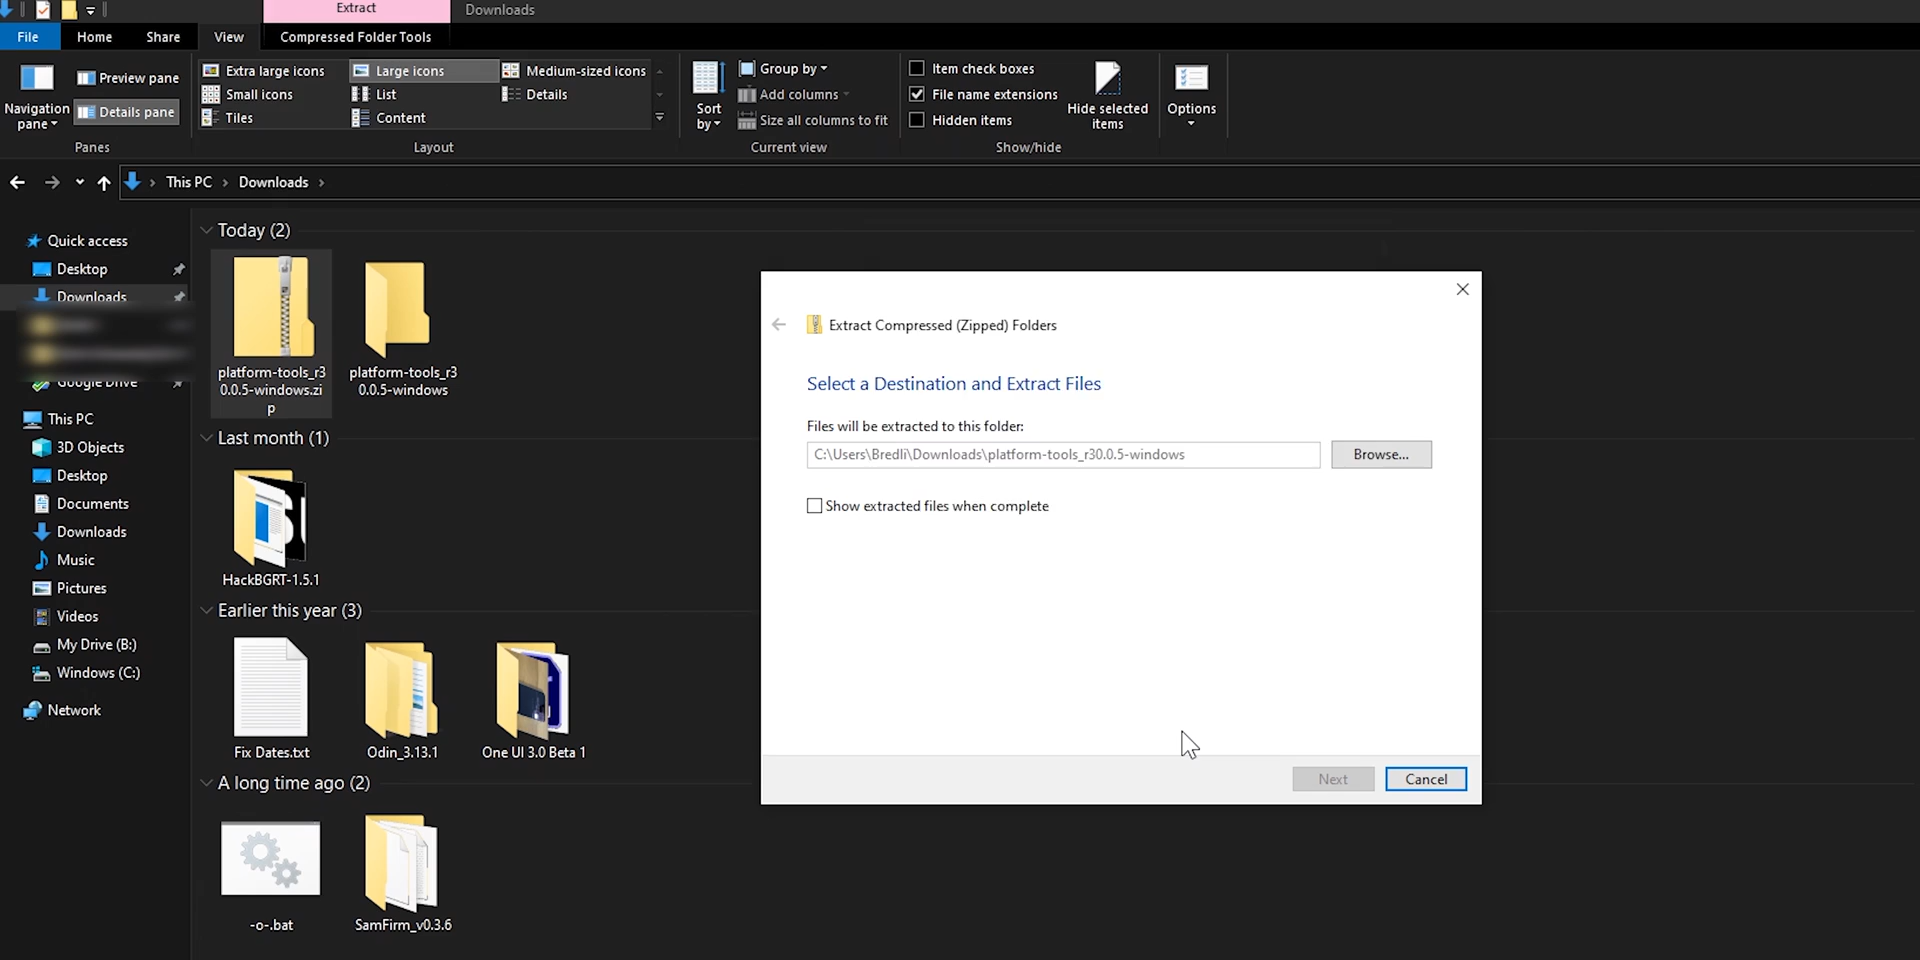 Extract
Downloads
File
Home
Share
View
Compressed Folder Tools
Navigation
pane
Preview pane
Details pane
Panes
Extra large icons
Large icons
Medium-sized icons
Small icons
List
Details
Tiles
Content
Layout
Sort
by
Group by
Add columns
Size all columns to fit
Current view
Item check boxes
File name extensions
Hidden items
Hide selected
items
Show/hide
Options
This PC
Downloads
Quick access
Desktop
Downloads
Google Drive
This PC
3D Objects
Desktop
Documents
Downloads
Music
Pictures
Videos
My Drive (B:)
Windows (C:)
Network
Today (2)
platform-tools_r3
0.0.5-windows.zi
p
platform-tools_r3
0.0.5-windows
Last month (1)
HackBGRT-1.5.1
Earlier this year (3)
Fix Dates.txt
Odin_3.13.1
One UI 3.0 Beta 1
A long time ago (2)
-o-.bat
SamFirm_v0.3.6
Extract Compressed (Zipped) Folders
Select a Destination and Extract Files
Files will be extracted to this folder:
C:\Users\Bredli\Downloads\platform-tools_r30.0.5-windows
Browse...
Show extracted files when complete
Next
Cancel